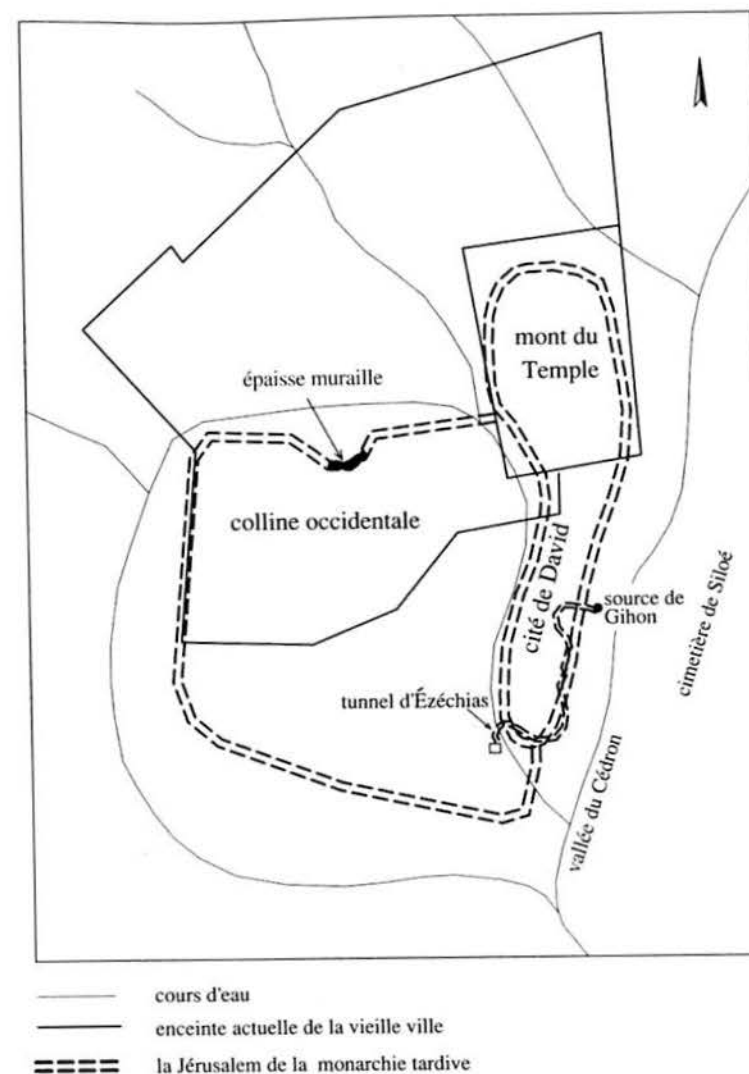 mont du
Temple
épaisse muraille
colline occidentale
cité de David
source de
Gihon
cimetière de Siloé
tunnel d'Ézéchias
vallée du Cédron
cours d'eau
enceinte actuelle de la vieille ville
la Jérusalem de la monarchie tardive